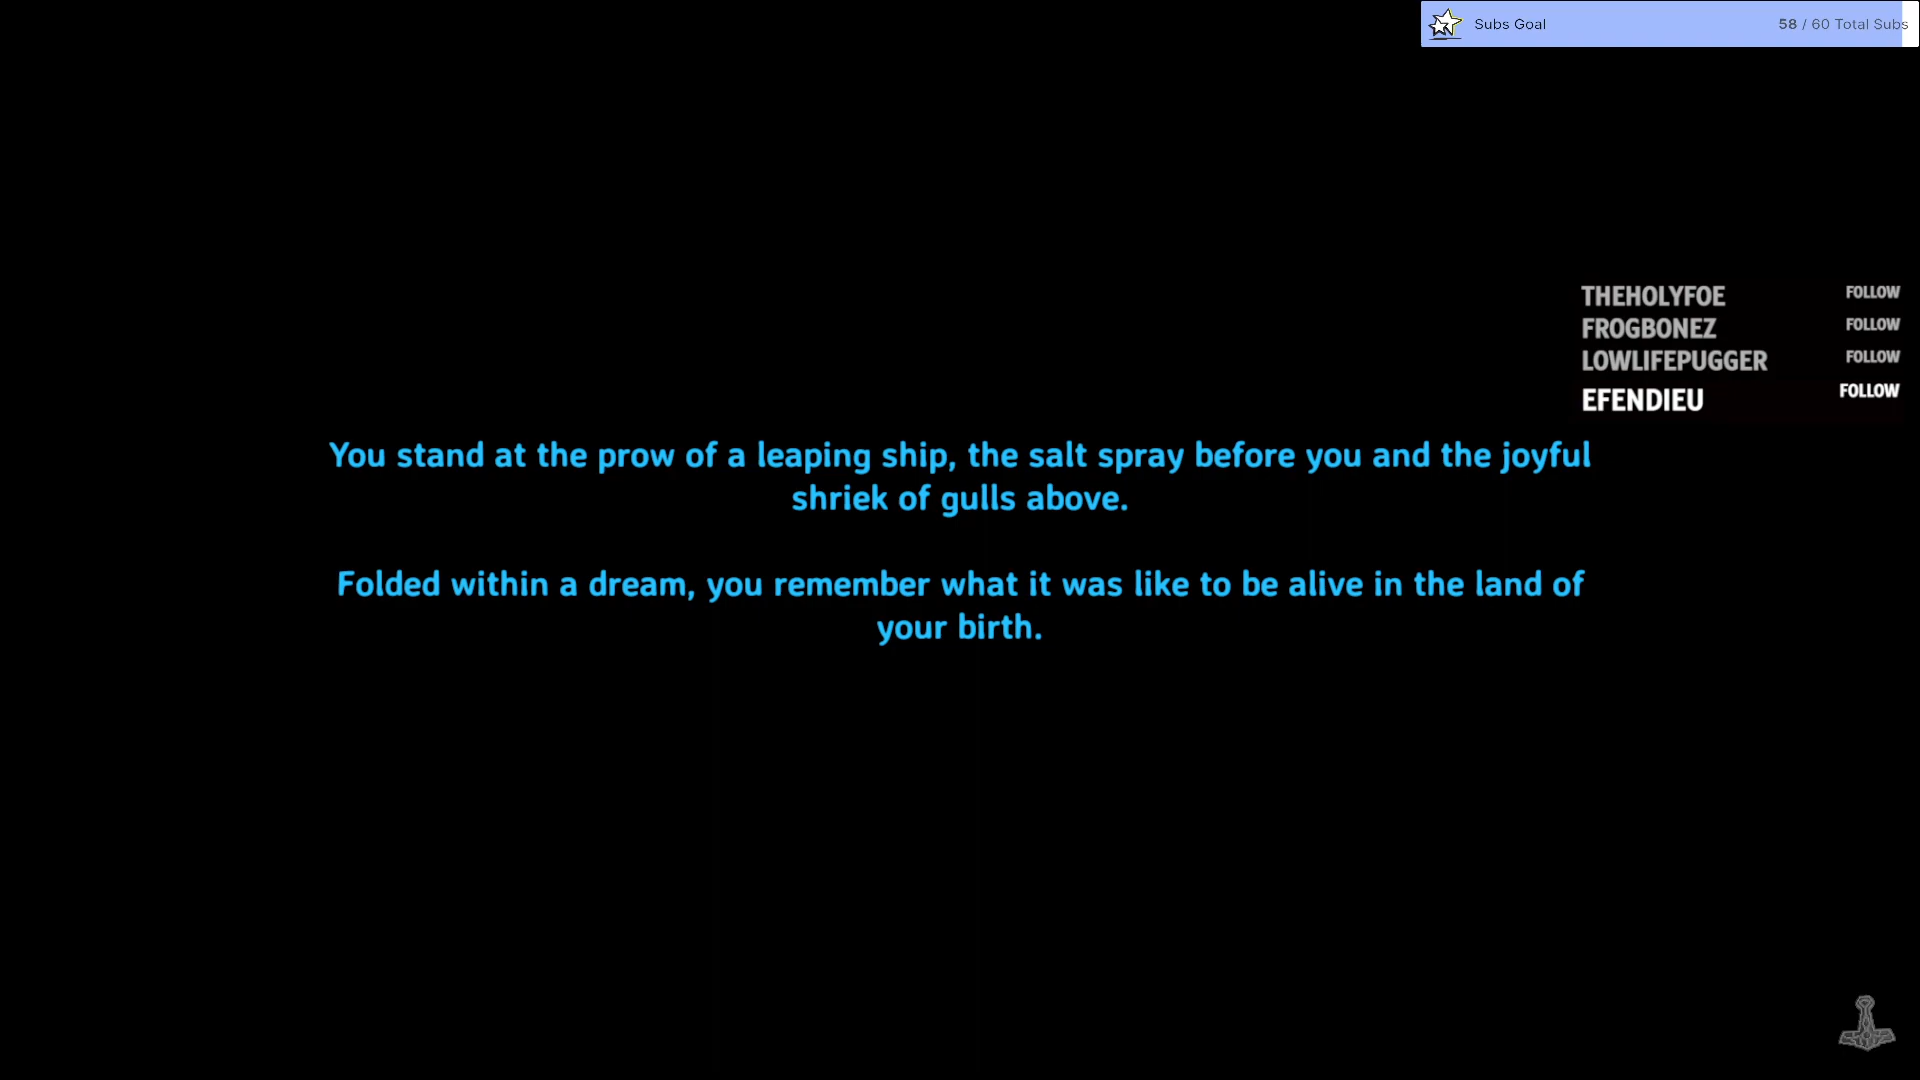 Subs Goal 58 / 60 Total Subs
THEHOLYFOE FOLLOW
FROGBONEZ FOLLOW
LOWLIFEPUGGER FOLLOW
EFENDIEU FOLLOW
You stand at the prow of a leaping ship, the salt spray before you and the joyful
shriek of gulls above.
Folded within a dream, you remember what it was like to be alive in the land of
your birth.